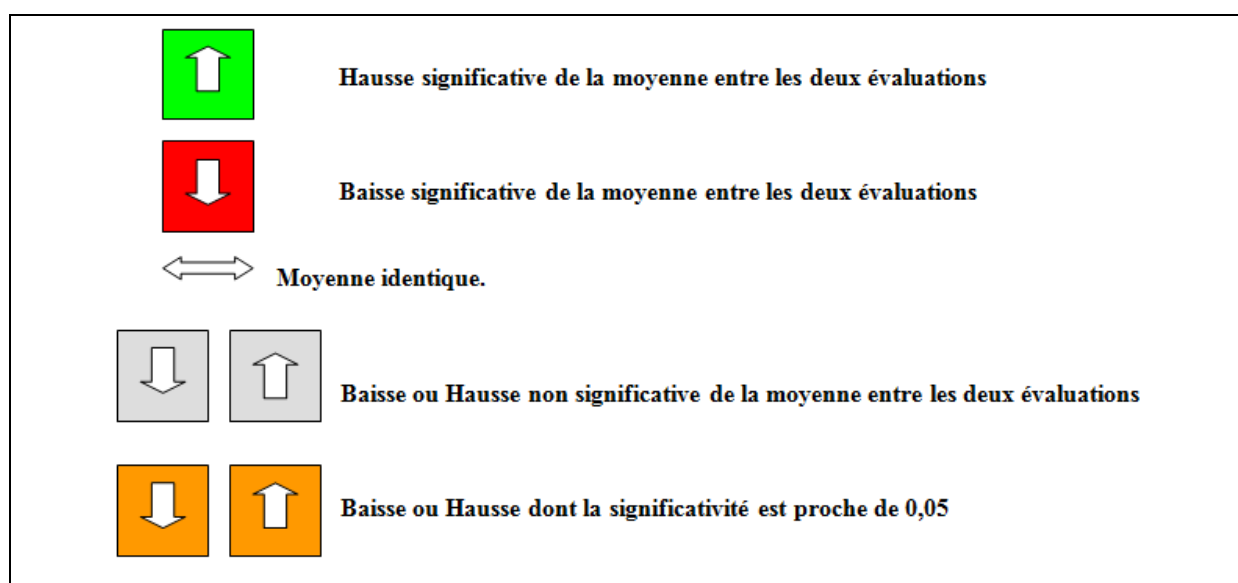 Hausse significative de la moyenne entre les deux évaluations
Baisse significative de la moyenne entre les deux évaluations
Moyenne identique.
Baisse ou Hausse non significative de la moyenne entre les deux évaluations
Baisse ou Hausse dont la significativité est proche de 0,05